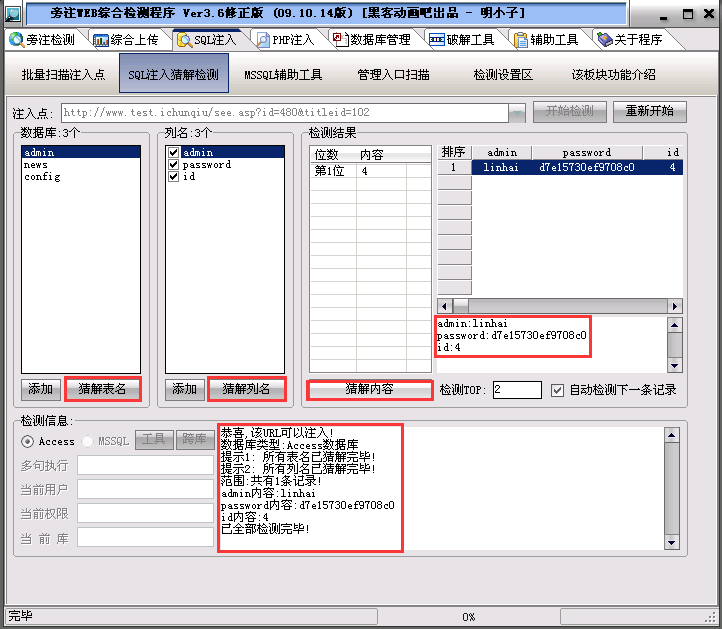 旁注WEB综合检测程序 Ver3.6修正版 (09.10.14版) [黑客动画吧出品 - 明小子]
旁注检测 综合上传 SQL注入 PHP注入 数据库管理 破解工具 辅助工具 关于程序
批量扫描注入点 SQL注入猜解检测 MSSQL辅助工具 管理入口扫描 检测设置区 该板块功能介绍
注入点: http://www.test.ichunqiu/see.asp?id=480&titleid=102 开始检测 重新开始
数据库:3个
admin
news
config
添加 猜解表名
列名:3个
admin
password
id
添加 猜解列名
检测结果
位数 内容
第1位 4
排序 admin password id
1 linhai d7e15730ef9708c0 4
admin:linhai
password:d7e15730ef9708c0
id:4
猜解内容 检测TOP: 2 自动检测下一条记录
检测信息:
Access MSSQL 工具 跨库
多句执行
当前用户
当前权限
当 前 库
恭喜,该URL可以注入!
数据库类型:Access数据库
提示1: 所有表名已猜解完毕!
提示2: 所有列名已猜解完毕!
范围:共有1条记录!
admin内容:linhai
password内容:d7e15730ef9708c0
id内容:4
已全部检测完毕!
完毕 0%